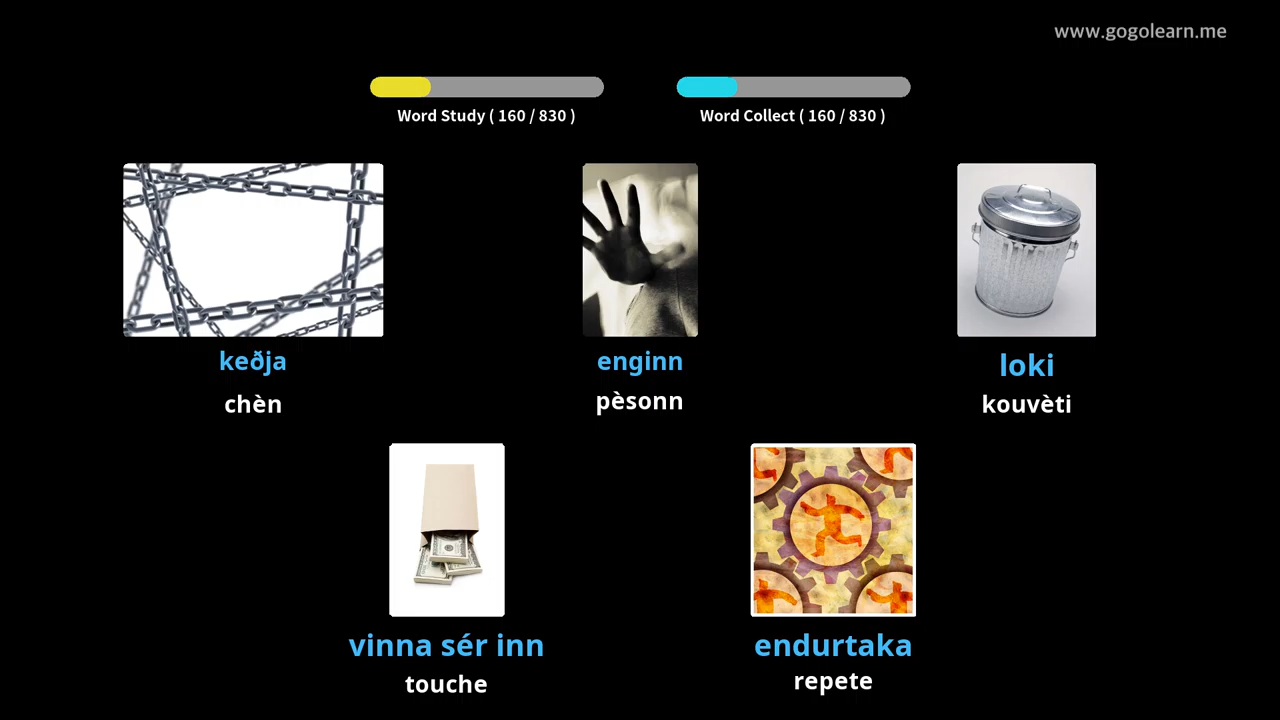 www.gogolearn.me
Word Study ( 160 / 830 )
Word Collect ( 160 / 830 )
keðja
chèn
enginn
pèsonn
loki
kouvèti
vinna sér inn
touche
endurtaka
repete